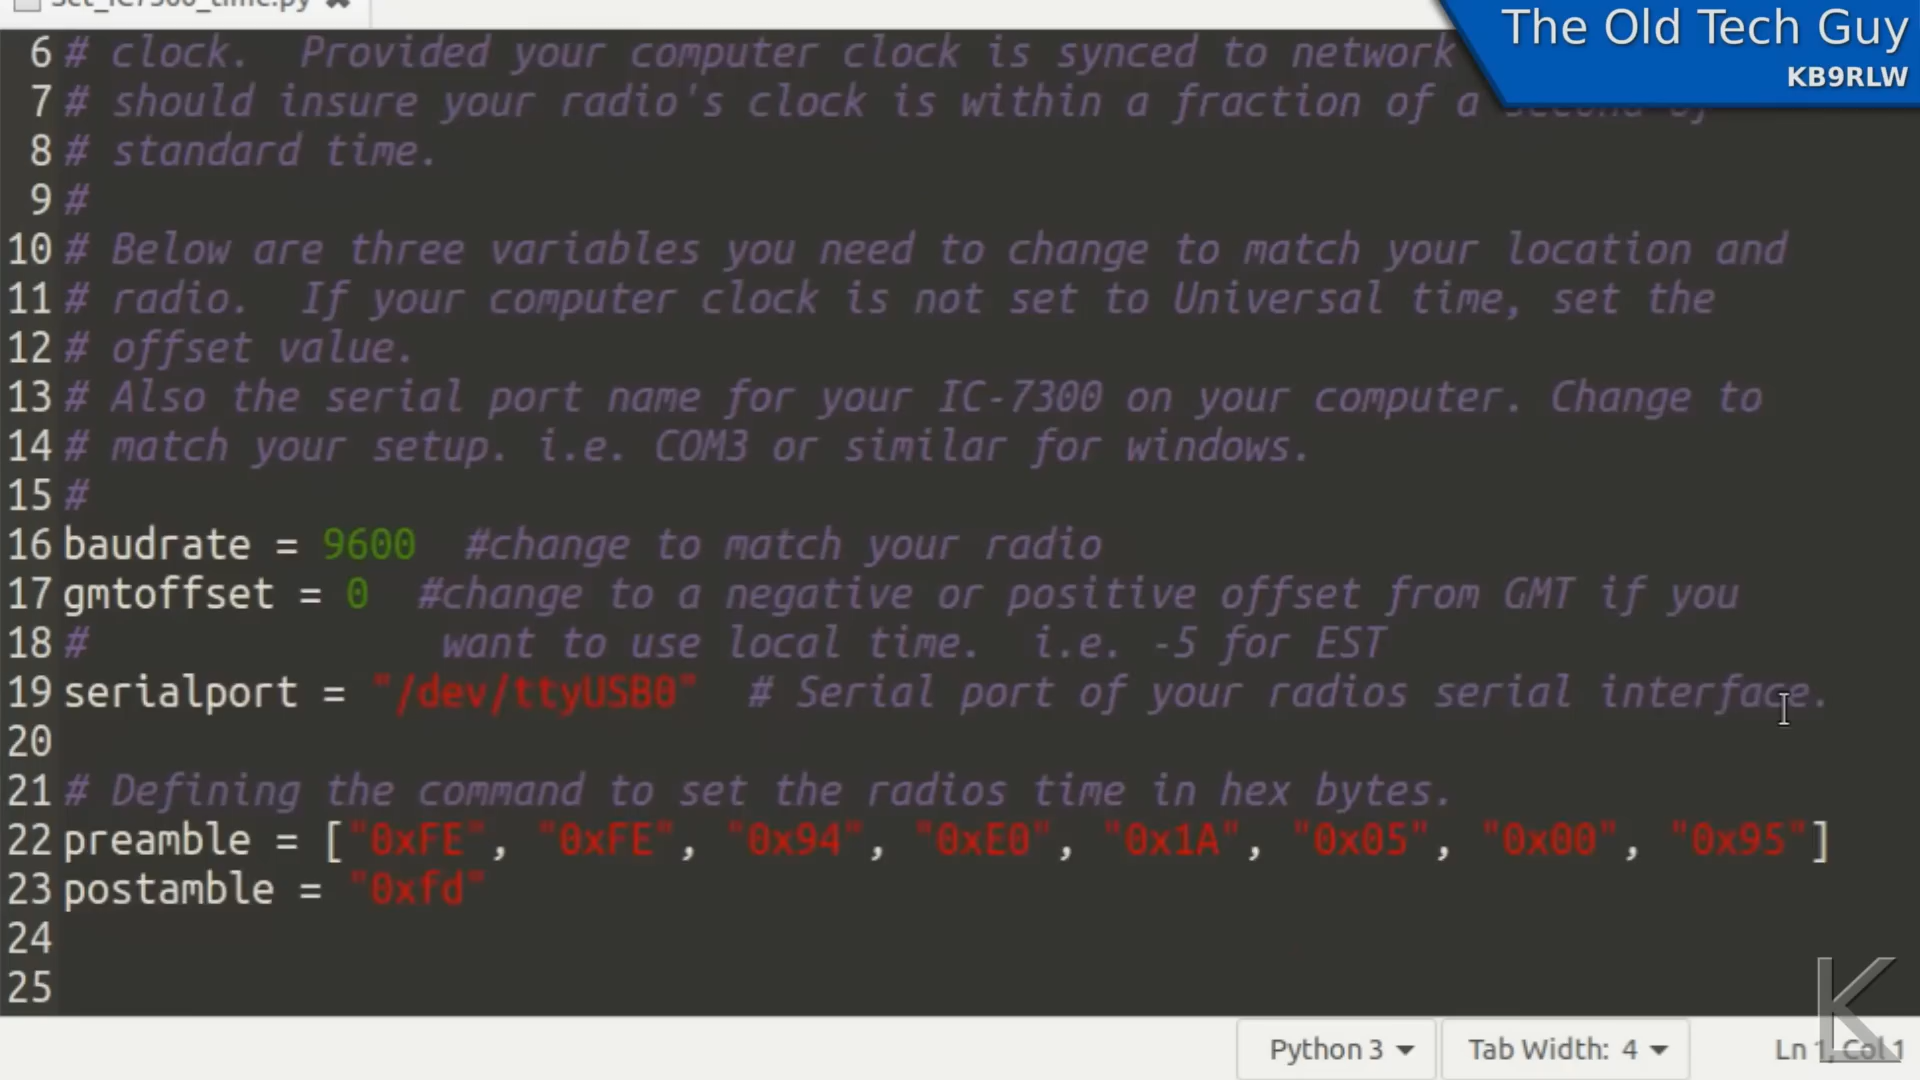 Set_IC7300_time.py
The Old Tech Guy
KB9RLW
6 # clock.  Provided your computer clock is synced to network
7 # should insure your radio's clock is within a fraction of a second of
8 # standard time.
9 #
10 # Below are three variables you need to change to match your location and
11 # radio.  If your computer clock is not set to Universal time, set the
12 # offset value.
13 # Also the serial port name for your IC-7300 on your computer. Change to
14 # match your setup. i.e. COM3 or similar for windows.
15 #
16 baudrate = 9600  #change to match your radio
17 gmtoffset = 0  #change to a negative or positive offset from GMT if you
18 #               want to use local time.  i.e. -5 for EST
19 serialport = "/dev/ttyUSB0"  # Serial port of your radios serial interface.
20
21 # Defining the command to set the radios time in hex bytes.
22 preamble = ["0xFE", "0xFE", "0x94", "0xE0", "0x1A", "0x05", "0x00", "0x95"]
23 postamble = "0xfd"
24
25
K
Python 3 Tab Width: 4 Ln 1, Col 1